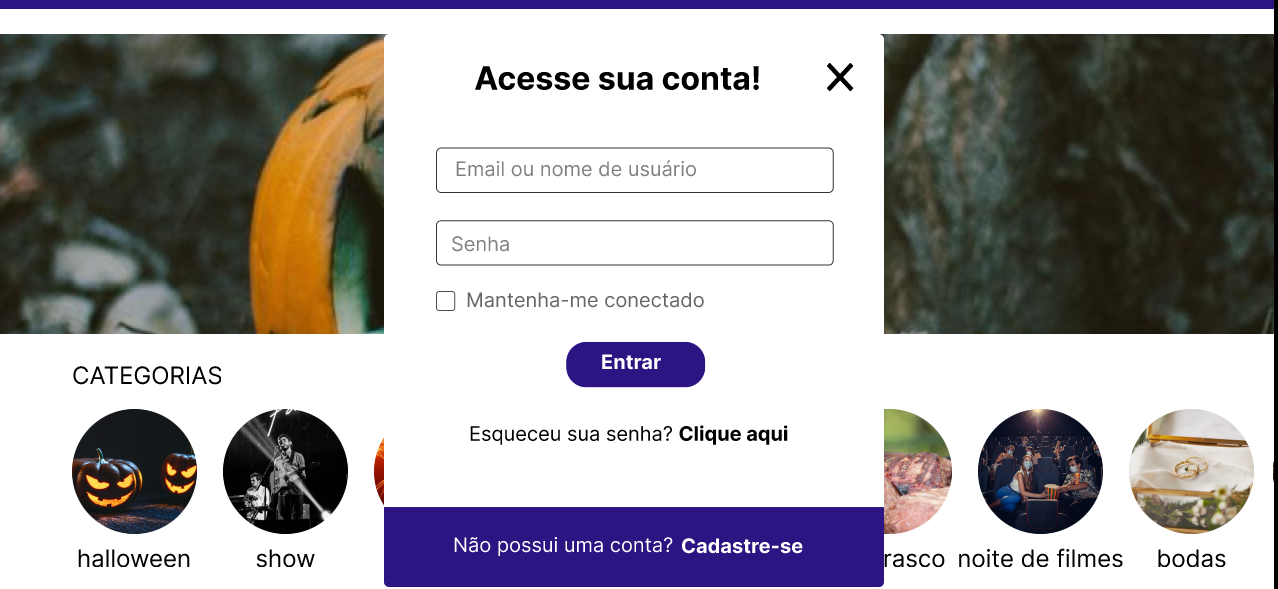 Acesse sua conta!
Email ou nome de usuário
Senha
Mantenha-me conectado
Entrar
Esqueceu sua senha? Clique aqui
Não possui uma conta? Cadastre-se
CATEGORIAS
halloween
show
rasco
noite de filmes
bodas